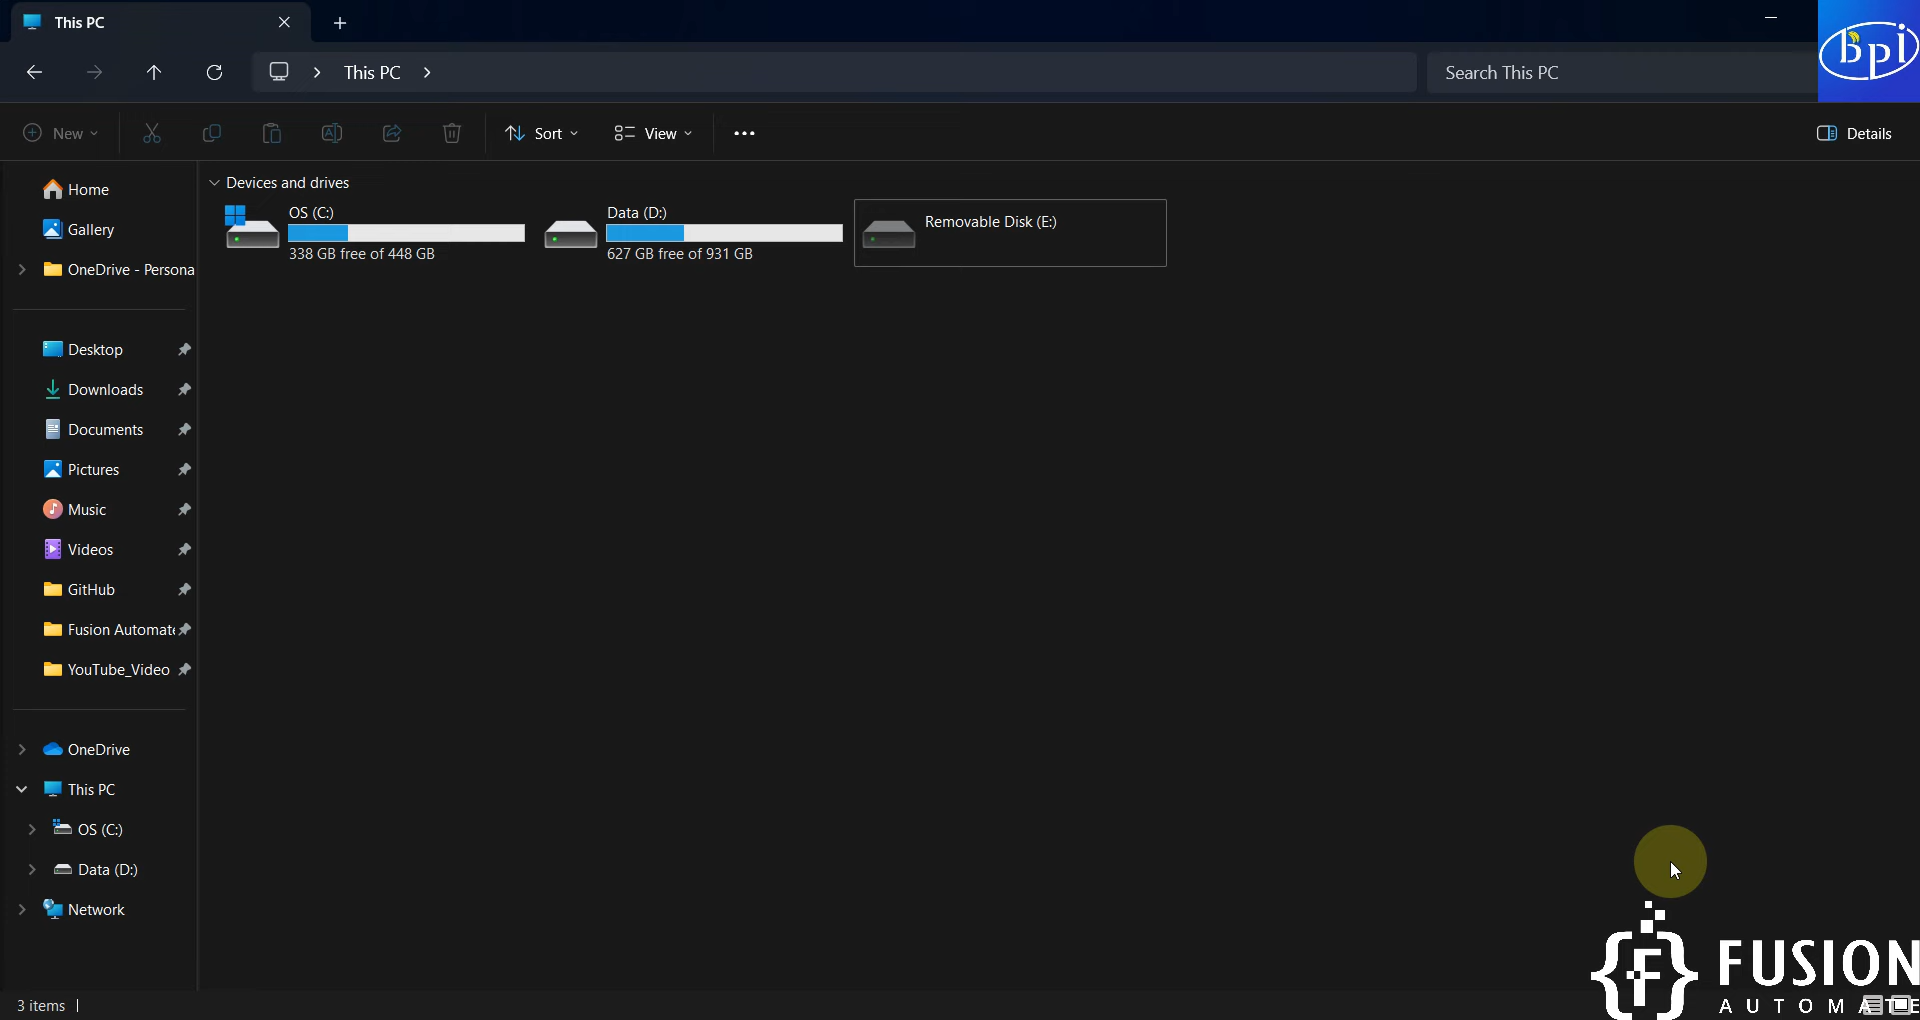 This PC
This PC
Search This PC
bpi
New
Sort
View
Details
Home
Gallery
OneDrive - Persona
Desktop
Downloads
Documents
Pictures
Music
Videos
GitHub
Fusion Automate
YouTube_Video
OneDrive
This PC
OS (C:)
Data (D:)
Network
Devices and drives
OS (C:)
338 GB free of 448 GB
Data (D:)
627 GB free of 931 GB
Removable Disk (E:)
3 items
FUSION
AUTOMATE